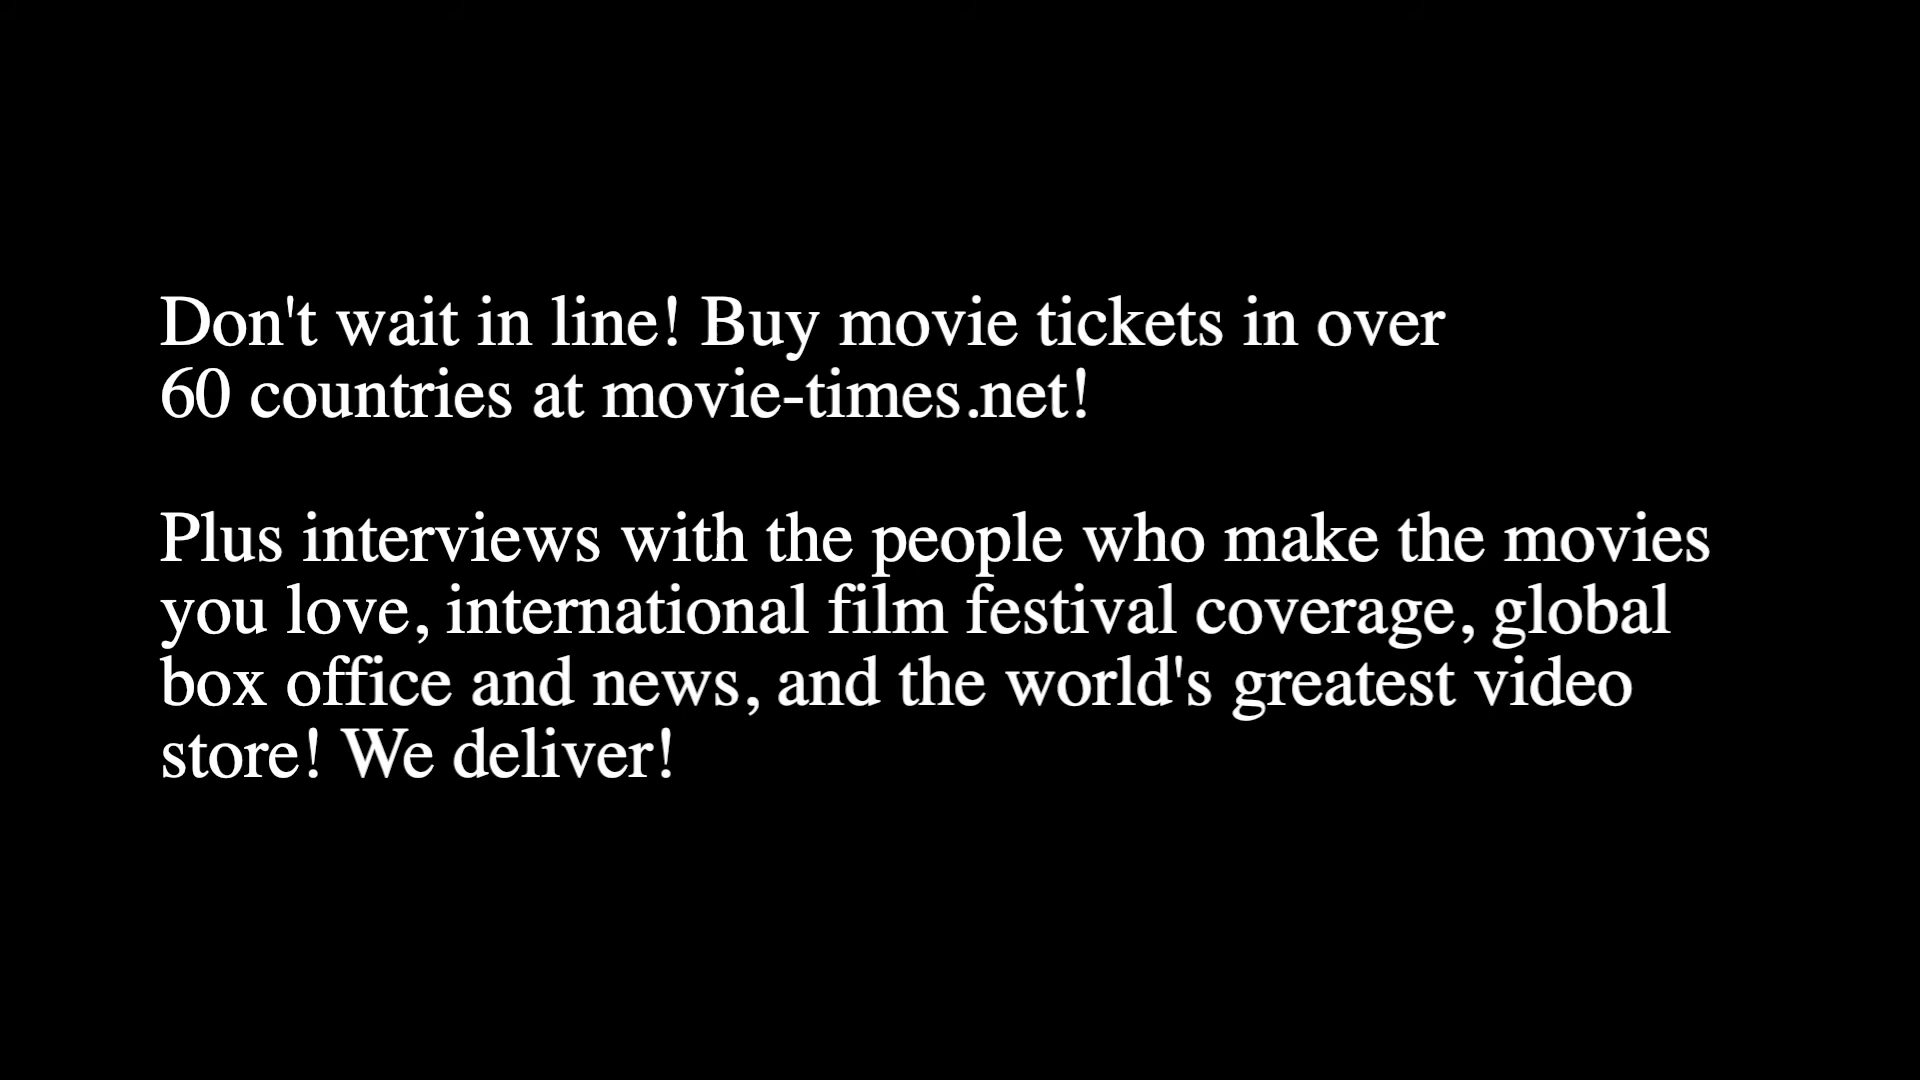 Don't wait in line! Buy movie tickets in over
60 countries at movie-times.net!
Plus interviews with the people who make the movies
you love, international film festival coverage, global
box office and news, and the world's greatest video
store! We deliver!